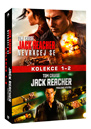 JACK REACHER
NEVRACEJ SE
KOLEKCE 1-2
TOM CRUISE
JACK REACHER